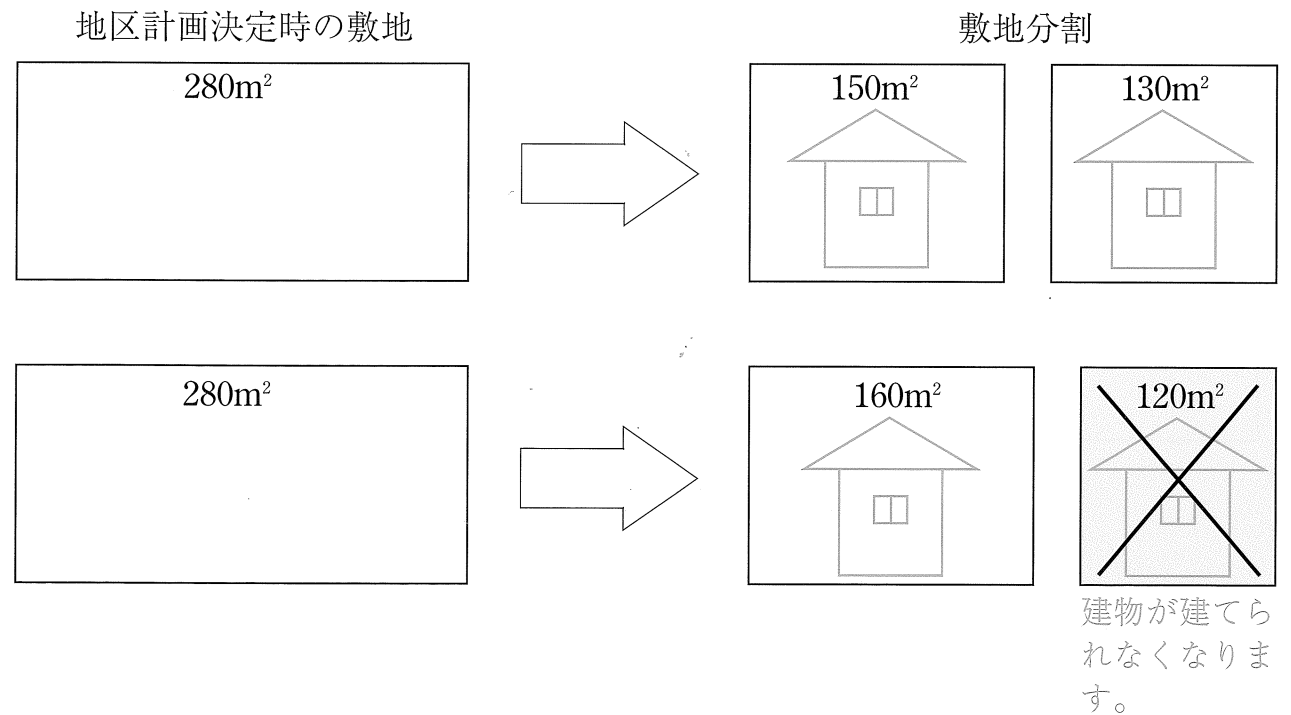 地区計画決定時の敷地
敷地分割
280m²
150m²
130m²
280m²
160m²
120m²
建物が建てら
れなくなりま
す。